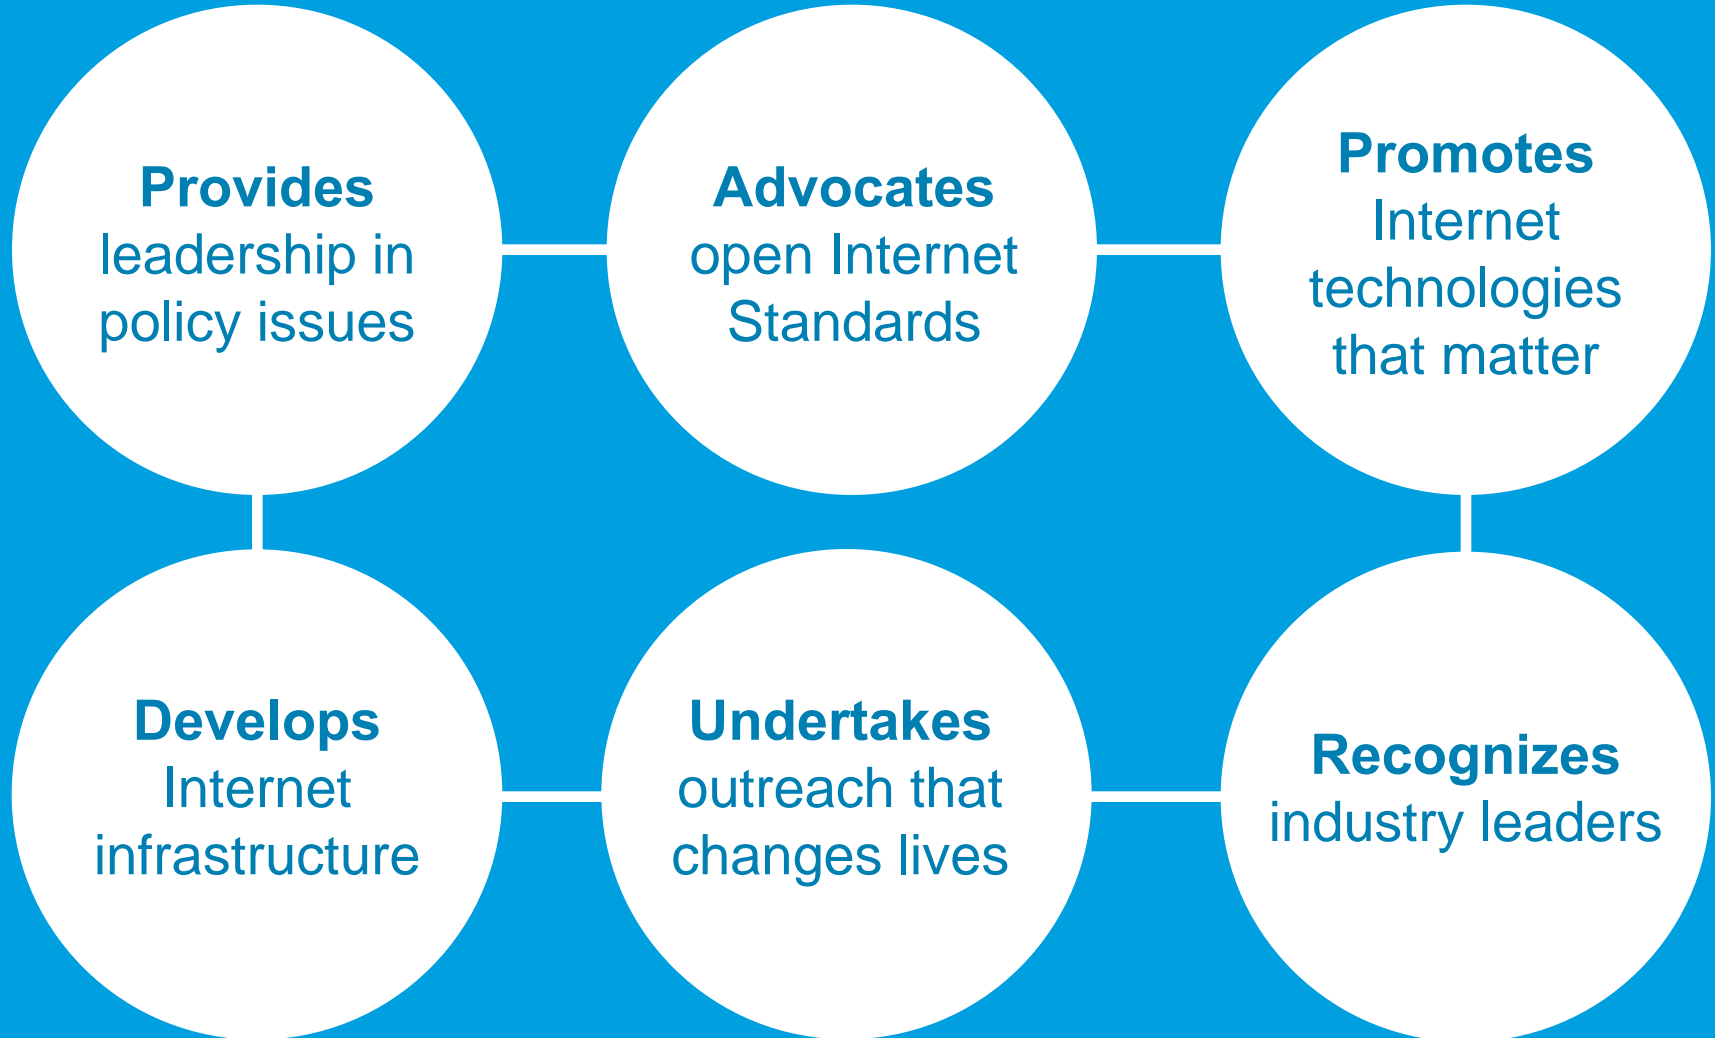 Provides
leadership in
policy issues
Advocates
open Internet
Standards
Promotes
Internet
technologies
that matter
Develops
Internet
infrastructure
Undertakes
outreach that
changes lives
Recognizes
industry leaders